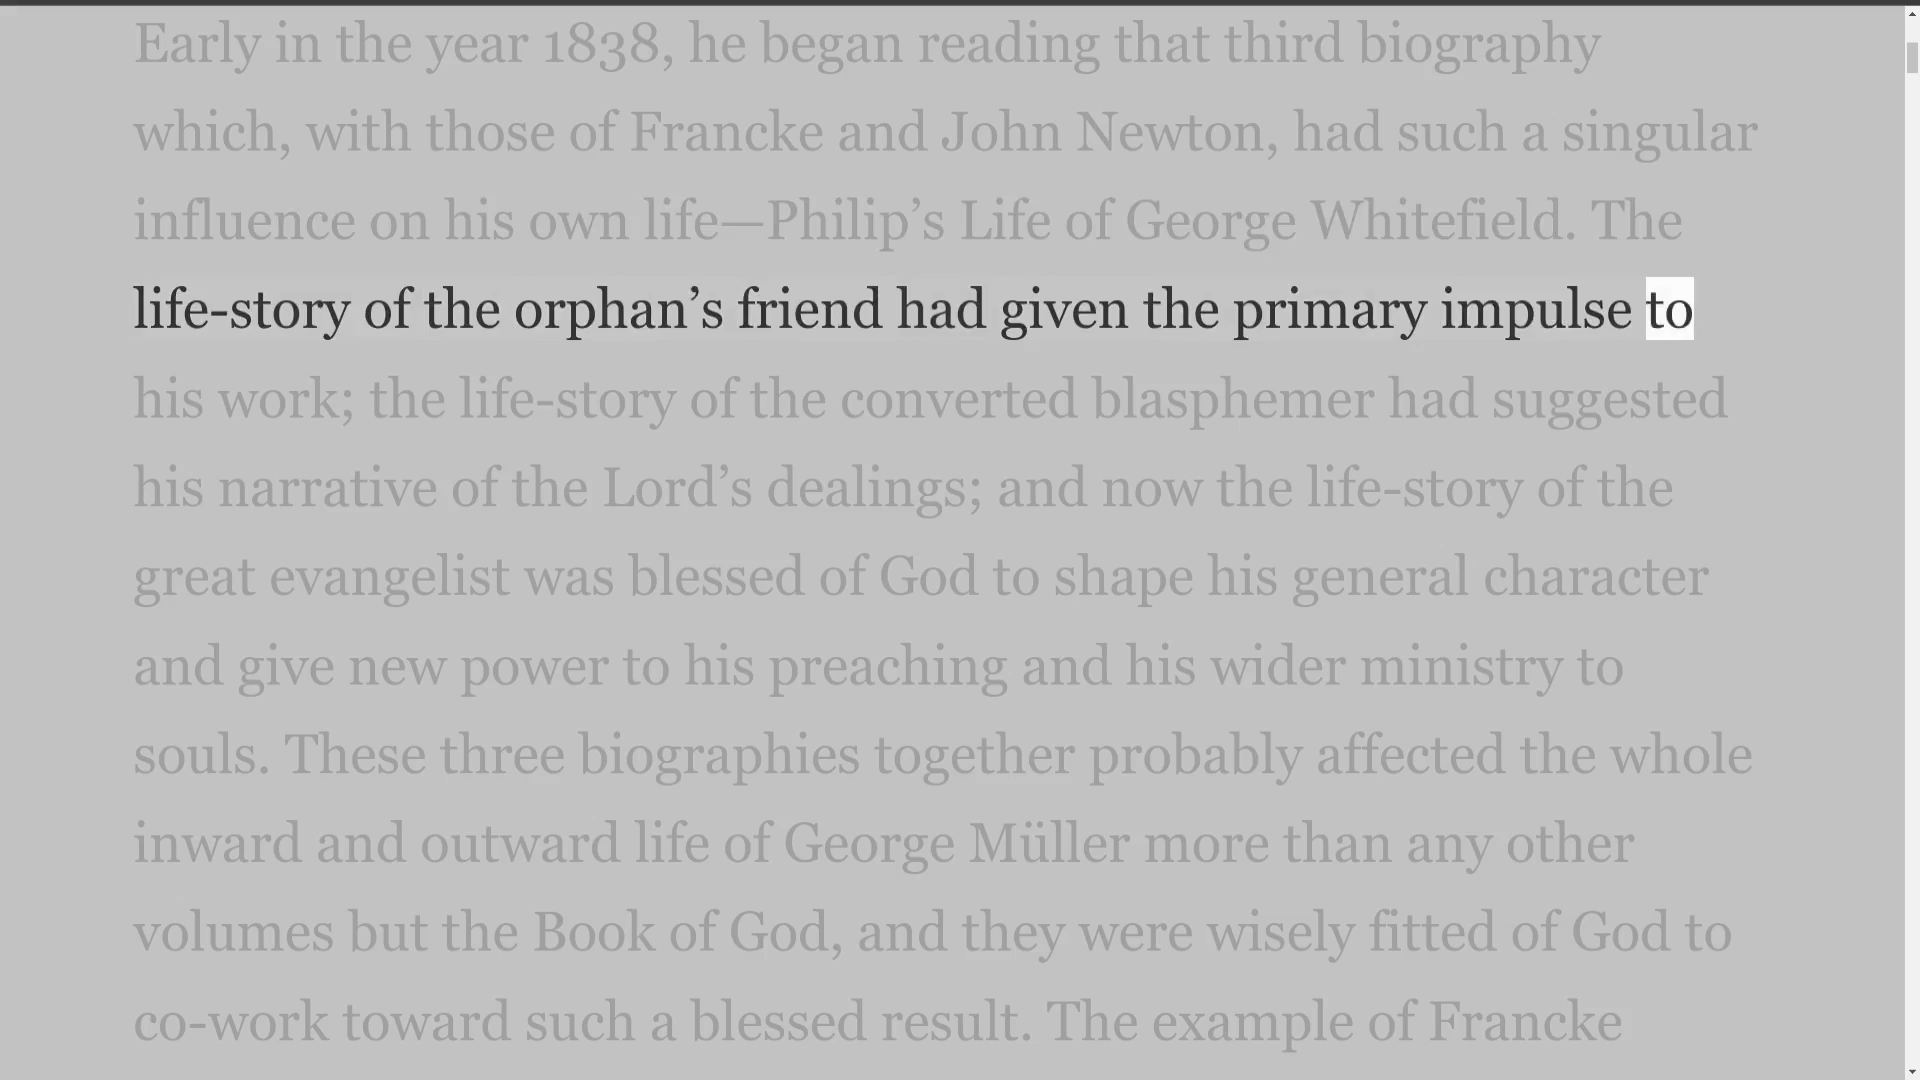 Early in the year 1838, he began reading that third biography
which, with those of Francke and John Newton, had such a singular
influence on his own life—Philip’s Life of George Whitefield. The
life-story of the orphan’s friend had given the primary impulse to
his work; the life-story of the converted blasphemer had suggested
his narrative of the Lord’s dealings; and now the life-story of the
great evangelist was blessed of God to shape his general character
and give new power to his preaching and his wider ministry to
souls. These three biographies together probably affected the whole
inward and outward life of George Müller more than any other
volumes but the Book of God, and they were wisely fitted of God to
co-work toward such a blessed result. The example of Francke